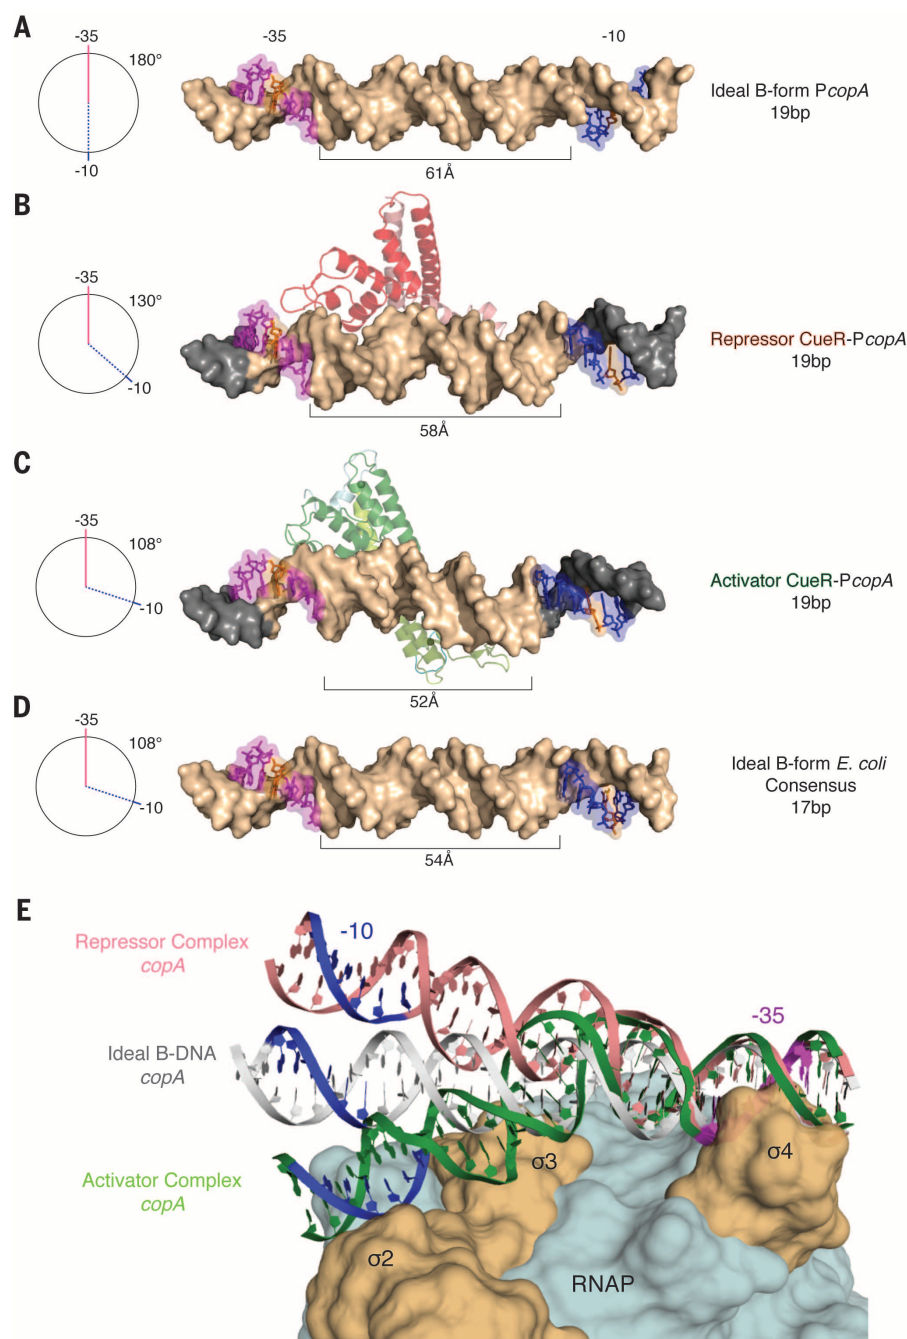 A
-35
180°
-10
-35
-10
61Å
Ideal B-form PcopA
19bp
B
-35
130°
-10
58Å
Repressor CueR-PcopA
19bp
C
-35
108°
-10
52Å
Activator CueR-PcopA
19bp
D
-35
108°
-10
54Å
Ideal B-form E. coli
Consensus
17bp
E
Repressor Complex
copA
-10
-35
Ideal B-DNA
copA
Activator Complex
copA
σ3
σ4
σ2
RNAP